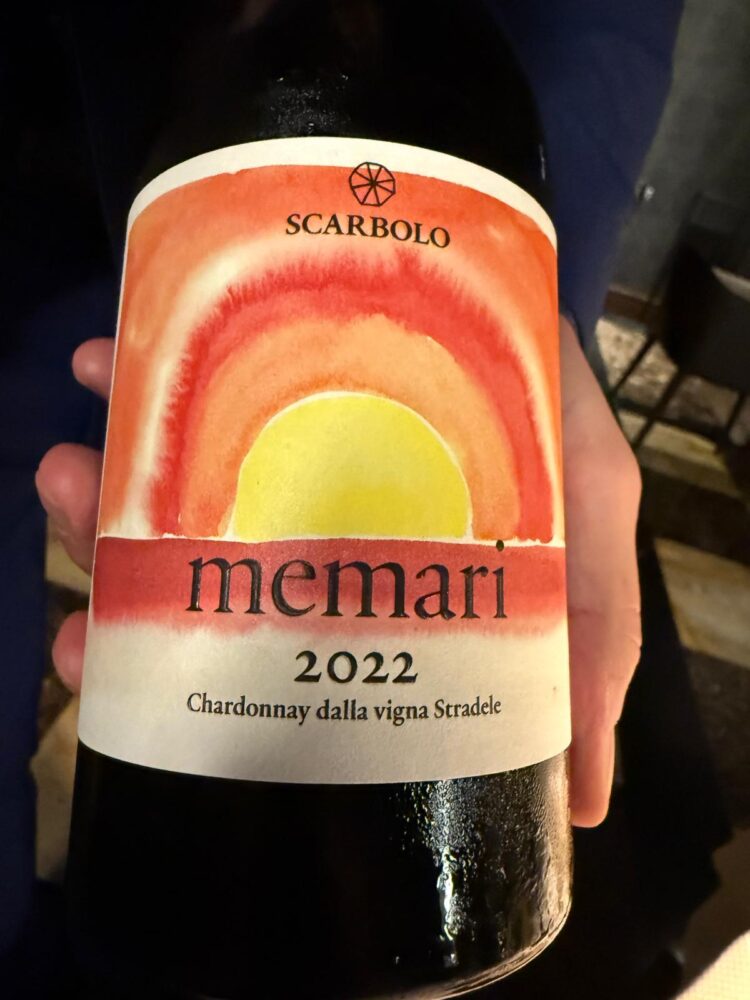 SCARBOLO
memari
2022
Chardonnay dalla vigna Stradele